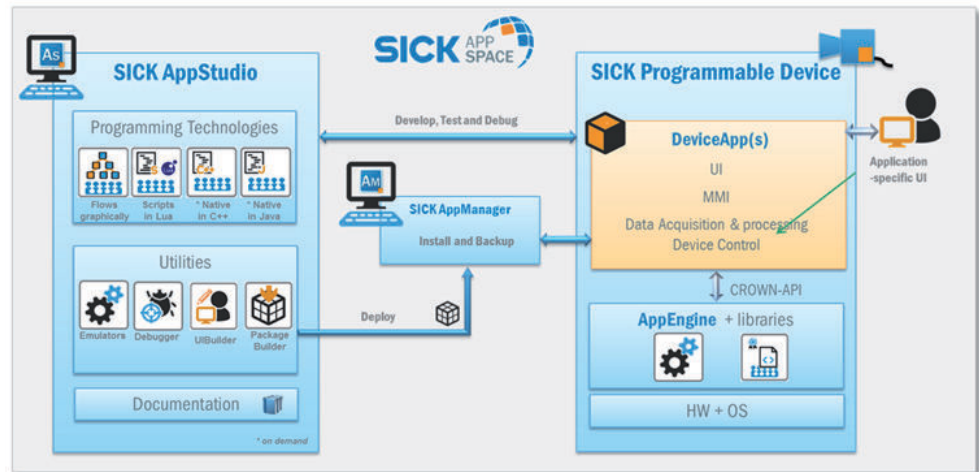 SICK APP
SPACE
As
SICK AppStudio
Programming Technologies
Flows
graphically
Scripts
in Lua
* Native
in C++
* Native
in Java
Utilities
Emulators
Debugger
UIBuilder
Package
Builder
Documentation
* on demand
Develop, Test and Debug
AM
SICK AppManager
Install and Backup
Deploy
SICK Programmable Device
DeviceApp(s)
UI
MMI
Data Acquisition & processing
Device Control
Application
-specific UI
CROWN-API
AppEngine + libraries
HW + OS